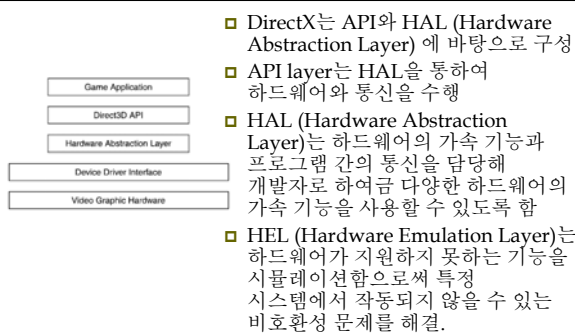 Game Application
Direct3D API
Hardware Abstraction Layer
Device Driver Interface
Video Graphic Hardware
DirectX는 API와 HAL (Hardware
Abstraction Layer) 에 바탕으로 구성
API layer는 HAL을 통하여
하드웨어와 통신을 수행
HAL (Hardware Abstraction
Layer)는 하드웨어의 가속 기능과
프로그램 간의 통신을 담당해
개발자로 하여금 다양한 하드웨어의
가속 기능을 사용할 수 있도록 함
HEL (Hardware Emulation Layer)는
하드웨어가 지원하지 못하는 기능을
시뮬레이션함으로써 특정
시스템에서 작동되지 않을 수 있는
비호환성 문제를 해결.